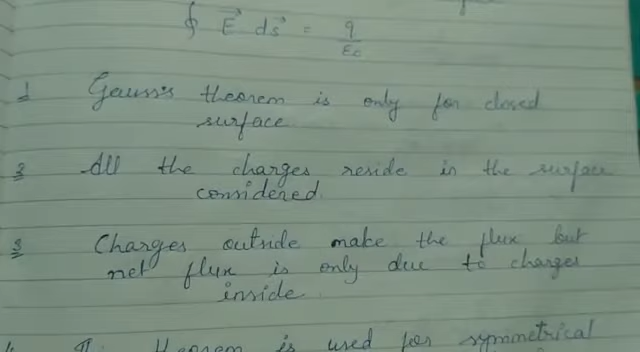 ∮ E⃗ ds⃗ = q/ε₀
1 Gauss's theorem is only for closed
surface.
2 All the charges reside in the surface
considered.
3 Charges outside make the flux but
net flux is only due to charges
inside.
theorem is used for symmetrical